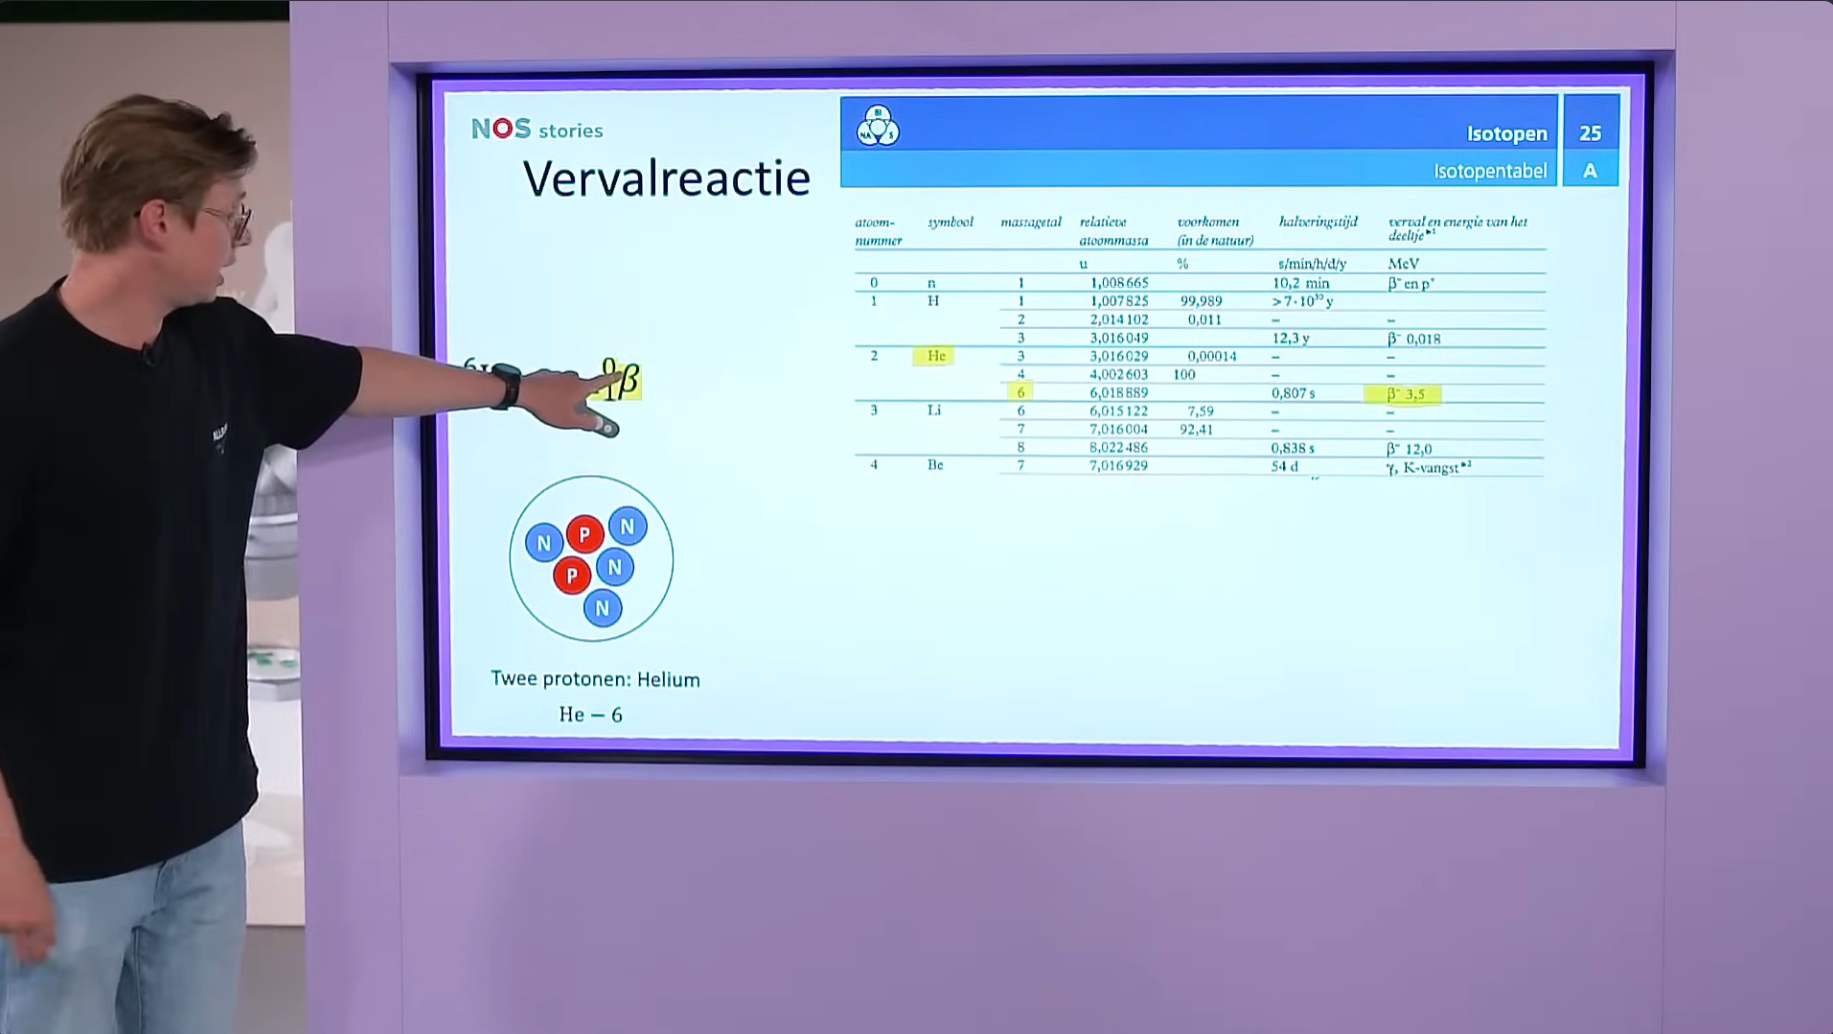 NOS stories
Vervalreactie
Isotopen 25
Isotopentabel A
atoom-nummer symbool massagetal relatieve atoommassa voorkomen (in de natuur) halveringstijd verval en energie van het deeltje
u % s/min/h/d/y MeV
0 n 1 1,008665 10,2 min β⁻ en p⁺
1 H 1 1,007825 99,989 >7·10³³ y
2 2,014102 0,011 – –
3 3,016049 12,3 y β⁻ 0,018
2 He 3 3,016029 0,00014 – –
4 4,002603 100 – –
6 6,018889 0,807 s β⁻ 3,5
3 Li 6 6,015122 7,59 – –
7 7,016004 92,41 – –
8 8,022486 0,838 s β⁻ 12,0
4 Be 7 7,016929 54 d γ, K-vangst
0
-1 β
N P N
P N
N
Twee protonen: Helium
He – 6